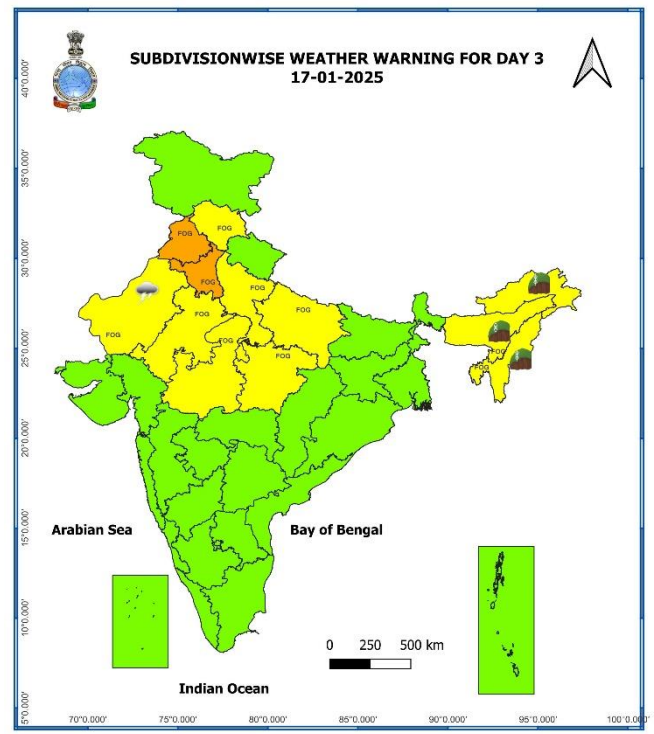 SUBDIVISIONWISE WEATHER WARNING FOR DAY 3
17-01-2025
40°0.000'
35°0.000'
30°0.000'
25°0.000'
20°0.000'
15°0.000'
10°0.000'
5°0.000'
FOG
FOG
FOG
FOG
FOG
FOG
FOG
FOG
FOG
FOG
FOG
Arabian Sea
Bay of Bengal
0 250 500 km
Indian Ocean
70°0.000' 75°0.000' 80°0.000' 85°0.000' 90°0.000' 95°0.000' 100°0.000'